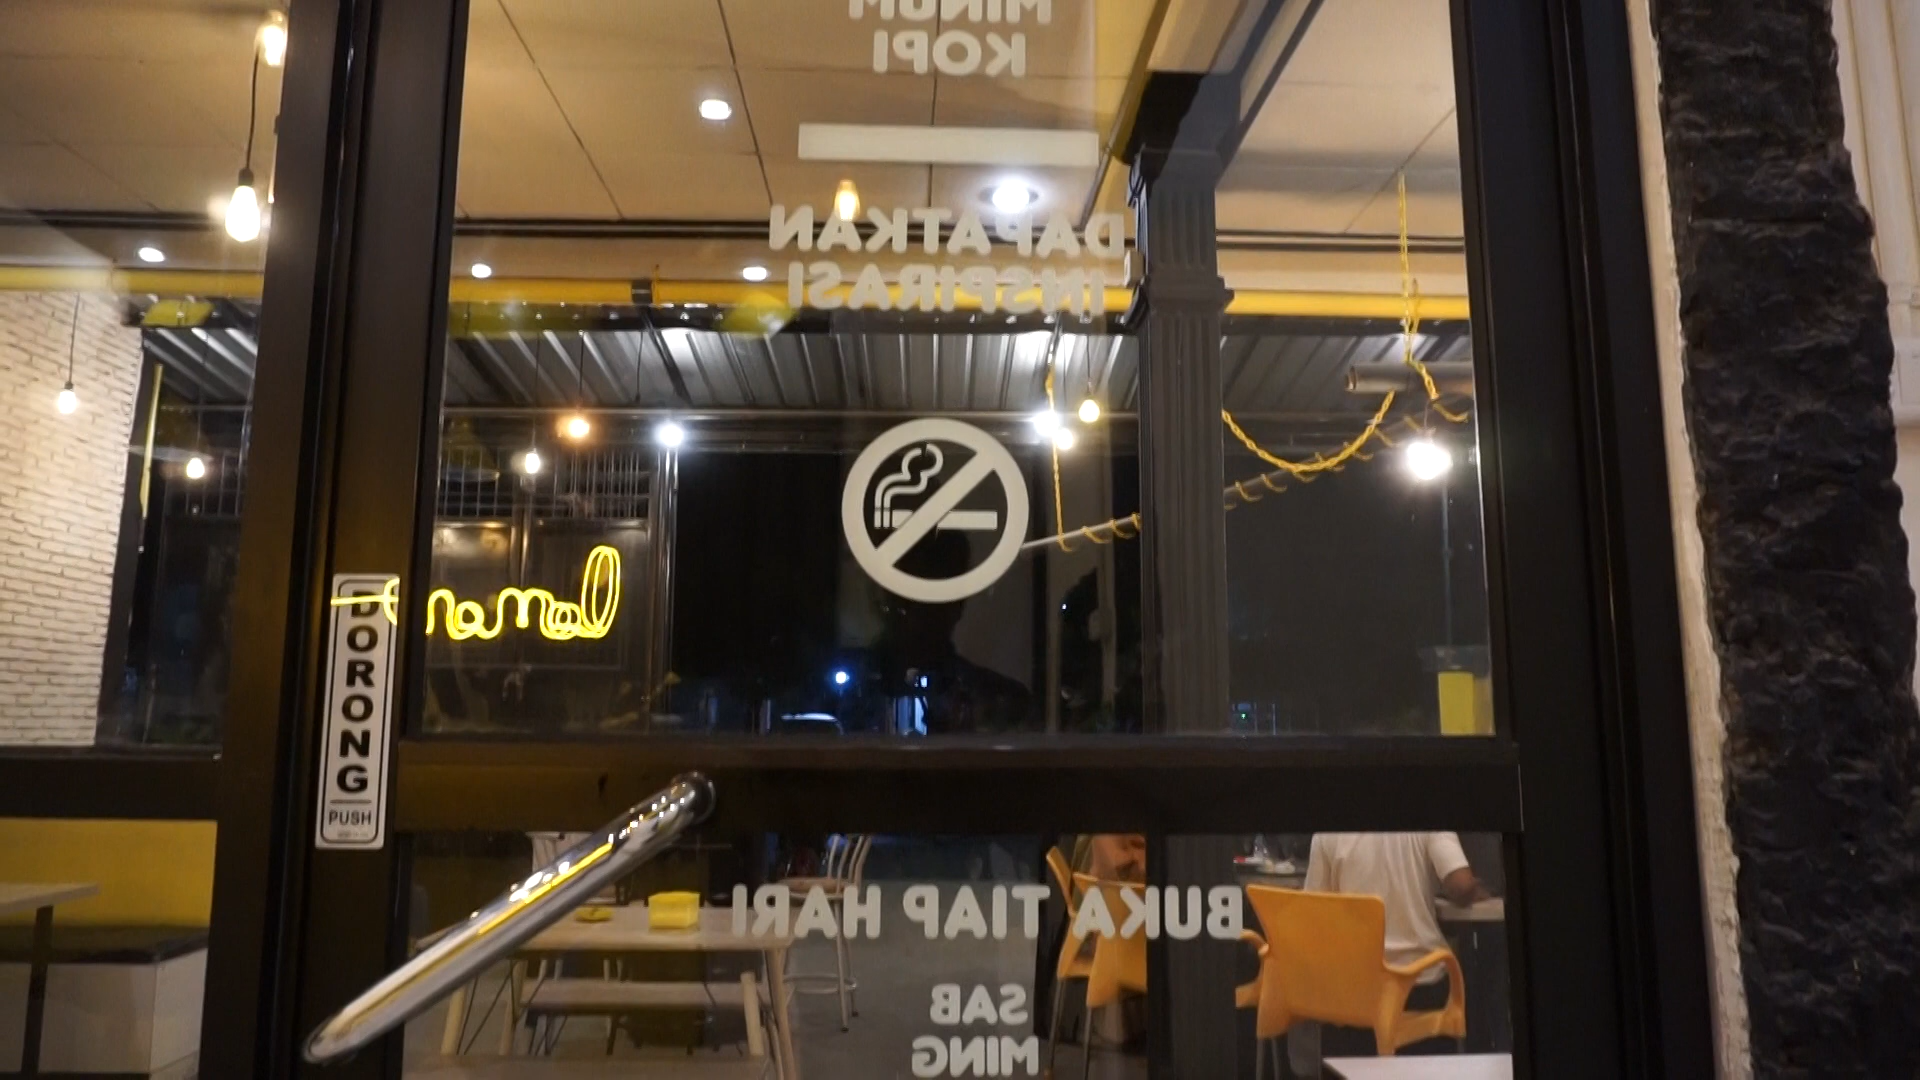 MINUM
KOPI
DAPATKAN
INSPIRASI
DORONG
PUSH
BUKA TIAP HARI
SAB
MING